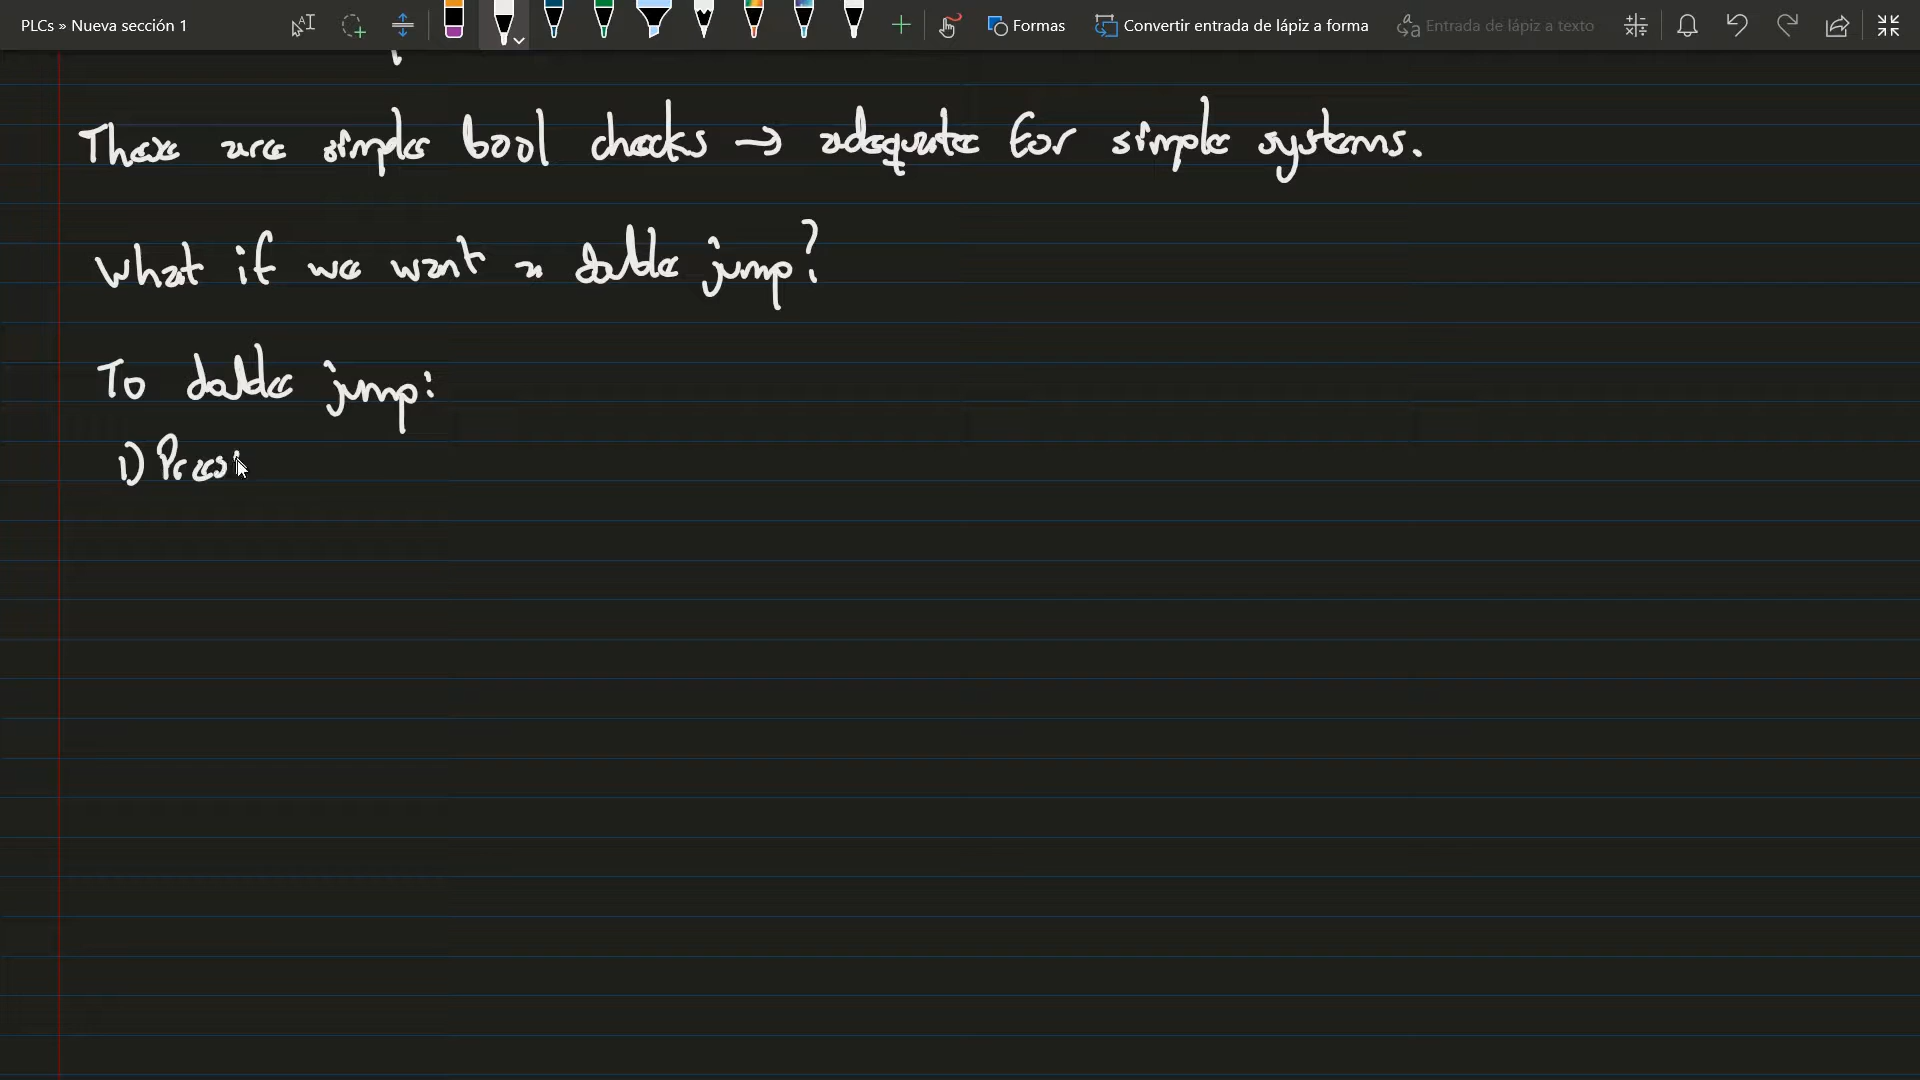 PLCs » Nueva sección 1 Formas Convertir entrada de lápiz a forma Entrada de lápiz a texto
These are simple bool checks → adequate for simple systems.
What if we want a double jump?
To double jump:
1) Press